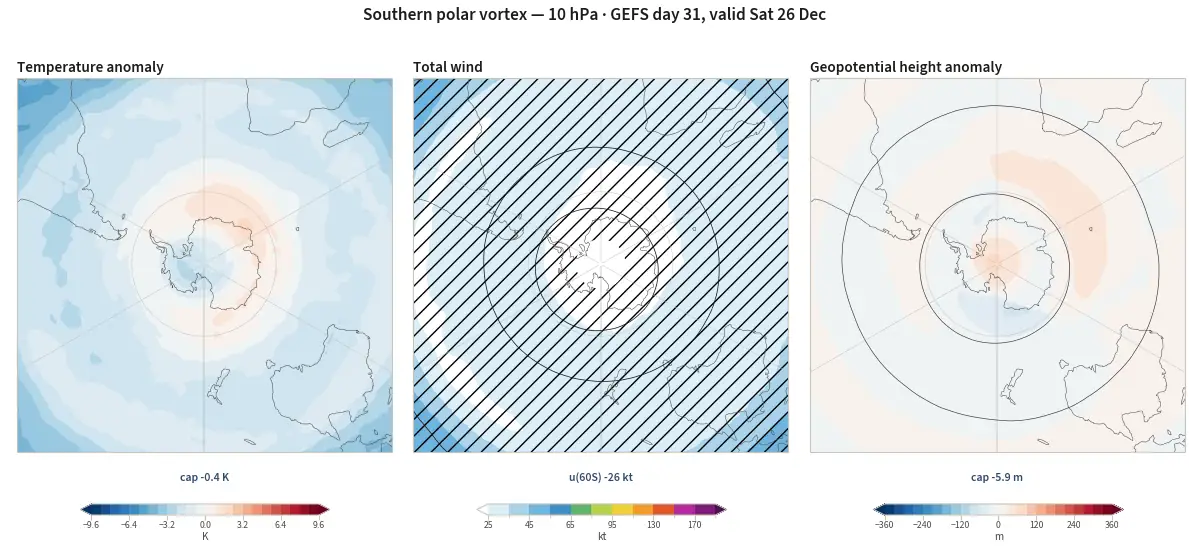 Southern polar vortex — 10 hPa · GEFS day 31, valid Sat 26 Dec
Temperature anomaly
Total wind
Geopotential height anomaly
cap -0.4 K
u(60S) -26 kt
cap -5.9 m
−9.6 −6.4 −3.2 0.0 3.2 6.4 9.6
K
25 45 65 95 130 170
kt
−360 −240 −120 0 120 240 360
m